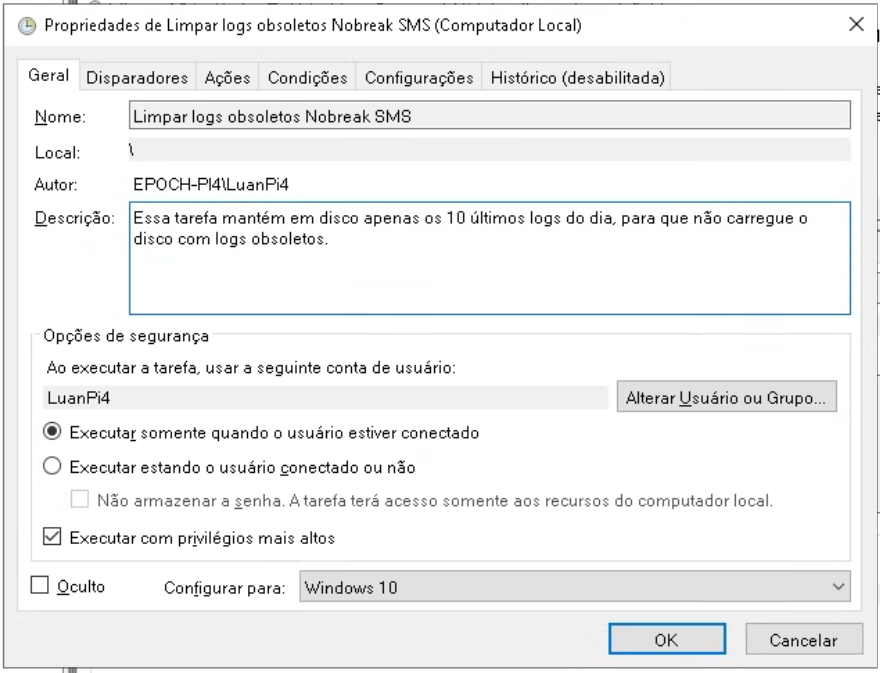 Propriedades de Limpar logs obsoletos Nobreak SMS (Computador Local)
Geral Disparadores Ações Condições Configurações Histórico (desabilitada)
Nome: Limpar logs obsoletos Nobreak SMS
Local: \
Autor: EPOCH-PI4\LuanPi4
Descrição: Essa tarefa mantém em disco apenas os 10 últimos logs do dia, para que não carregue o
disco com logs obsoletos.
Opções de segurança
Ao executar a tarefa, usar a seguinte conta de usuário:
LuanPi4 Alterar Usuário ou Grupo...
Executar somente quando o usuário estiver conectado
Executar estando o usuário conectado ou não
Não armazenar a senha. A tarefa terá acesso somente aos recursos do computador local.
Executar com privilégios mais altos
Oculto Configurar para: Windows 10
OK Cancelar